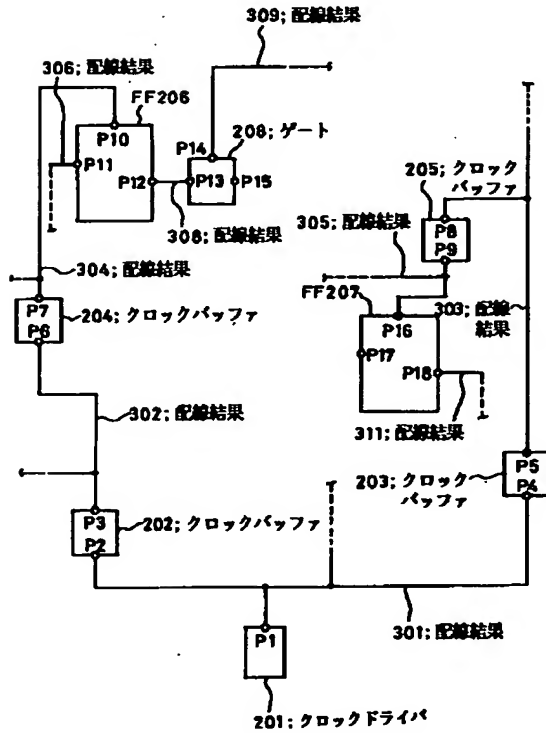 309;配線結果
306;配線結果
FF206
208;ゲート
P10
P14
P11
P13
P15
P12
205;クロック
バッファ
P8
P9
308;配線結果
305;配線結果
304;配線結果
FF207
P7
P6
204;クロックバッファ
P16
303;配線
結果
P17
P18
302;配線結果
311;配線結果
203;クロック
バッファ
P5
P4
P3
P2
202;クロックバッファ
301;配線結果
P1
201;クロックドライバ